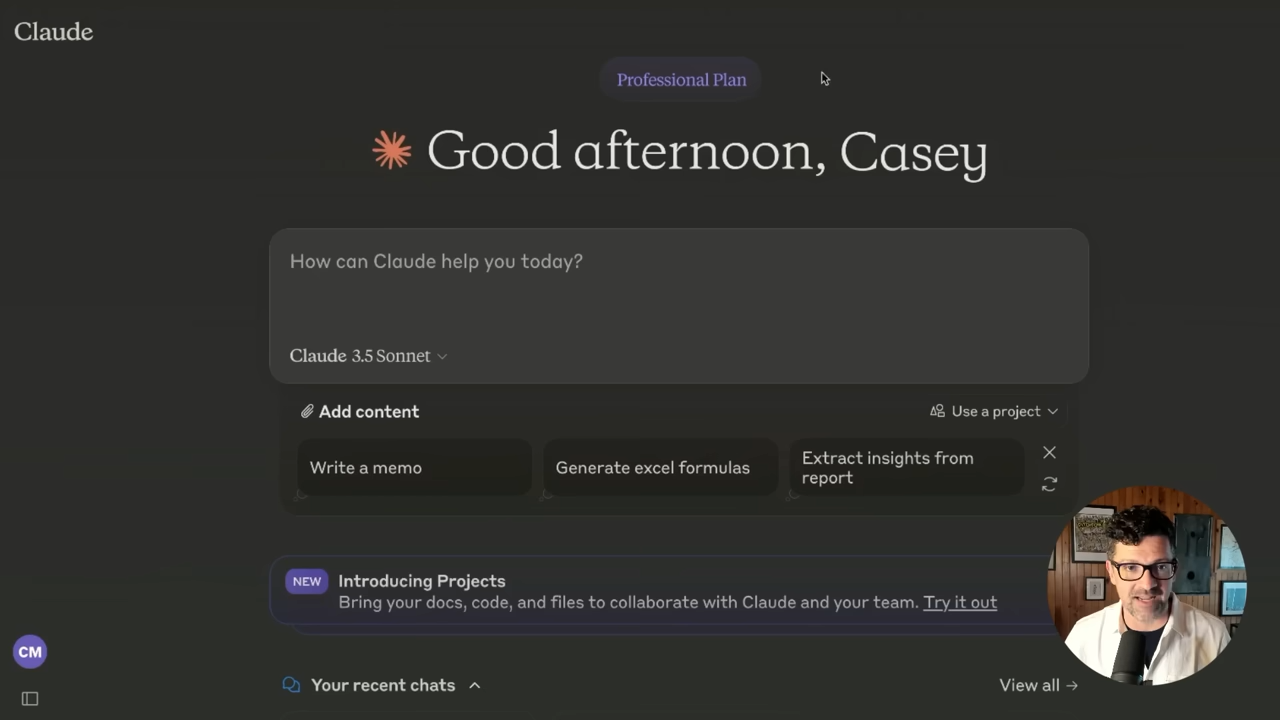 Claude
Professional Plan
Good afternoon, Casey
How can Claude help you today?
Claude 3.5 Sonnet
Add content
Use a project
Write a memo
Generate excel formulas
Extract insights from
report
NEW
Introducing Projects
Bring your docs, code, and files to collaborate with Claude and your team. Try it out
CM
Your recent chats
View all →